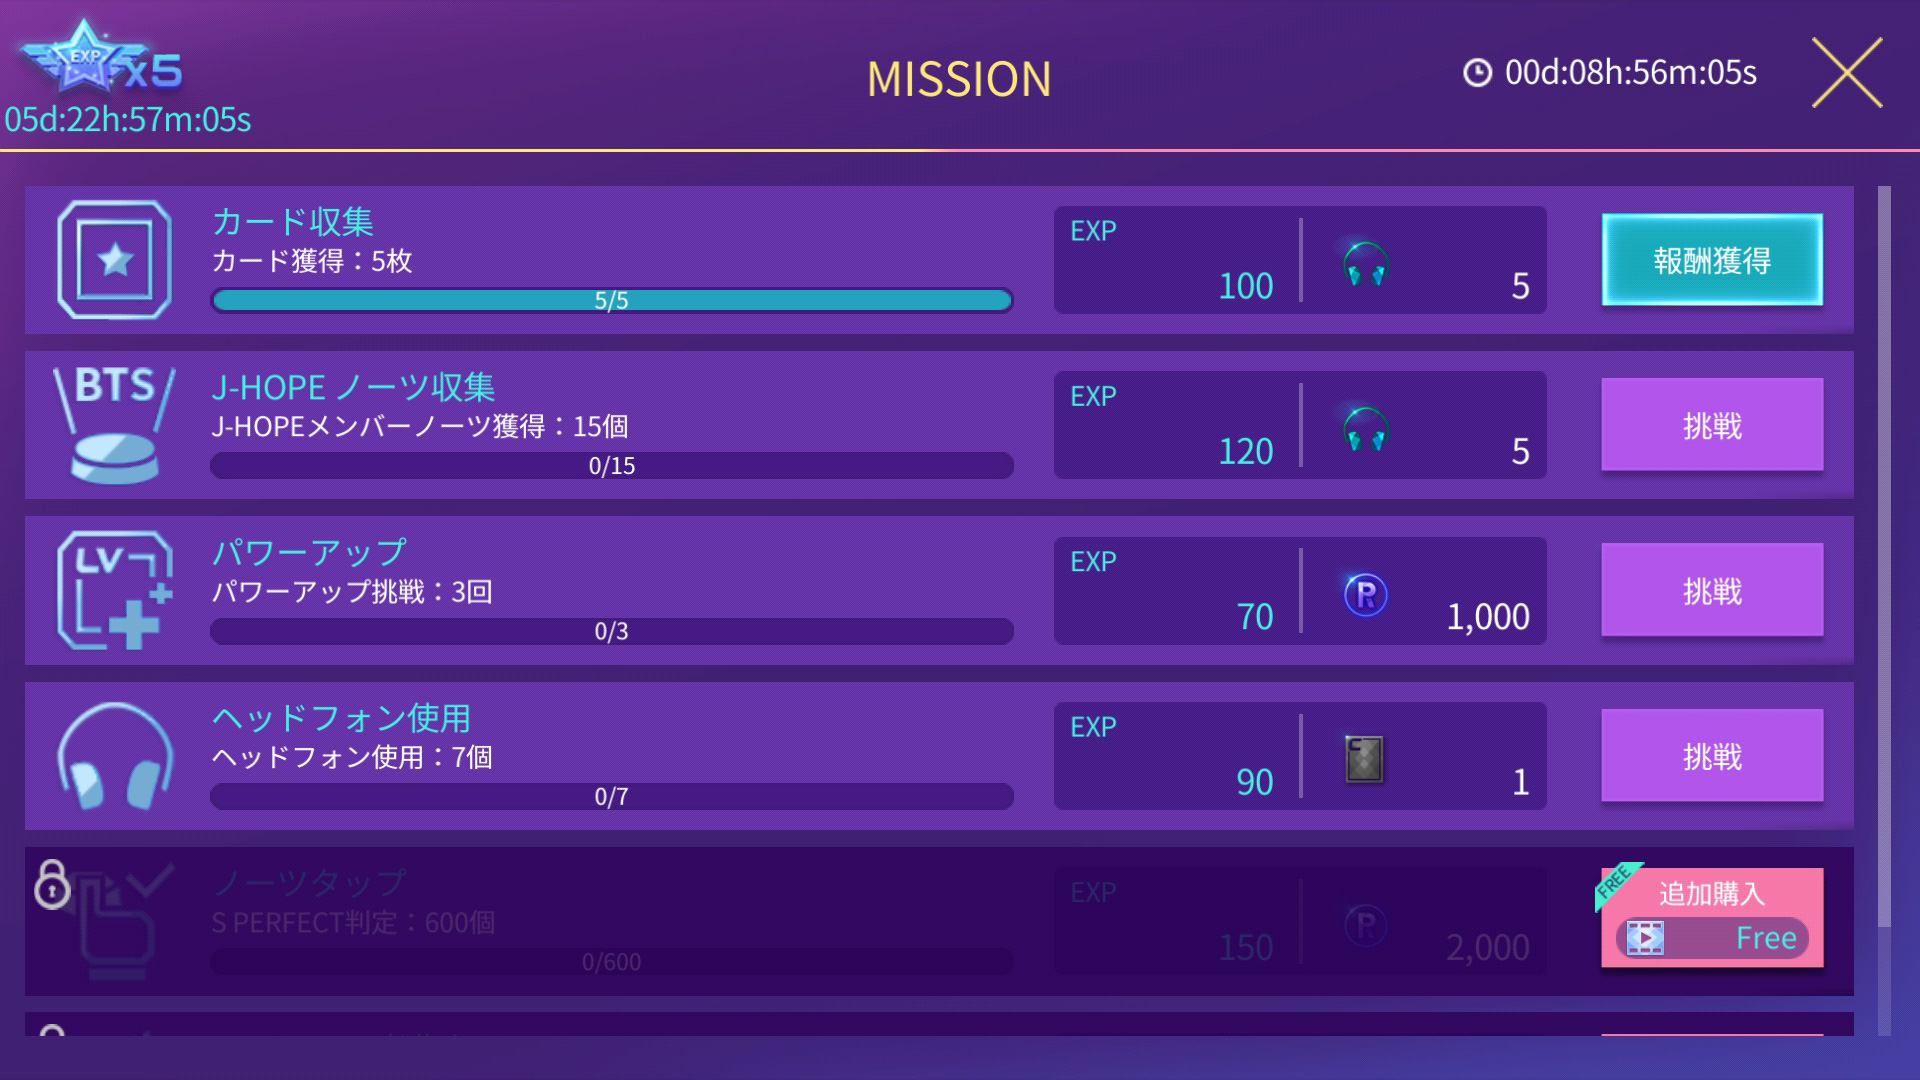 EXP x5
05d:22h:57m:05s
MISSION
00d:08h:56m:05s
カード収集
カード獲得：5枚
5/5
EXP
100
5
報酬獲得
BTS
J-HOPE ノーツ収集
J-HOPEメンバーノーツ獲得：15個
0/15
EXP
120
5
挑戦
LV
パワーアップ
パワーアップ挑戦：3回
0/3
EXP
70
R
1,000
挑戦
ヘッドフォン使用
ヘッドフォン使用：7個
0/7
EXP
90
C
1
挑戦
ノーツタップ
S PERFECT判定：600個
0/600
EXP
150
R
2,000
FREE
追加購入
Free